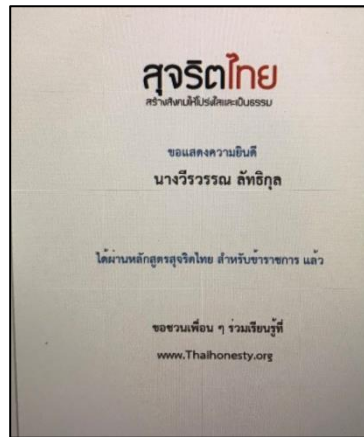 สุจริตไทย
สร้างสังคมให้โปร่งใสและเป็นธรรม
ขอแสดงความยินดี
นางวีรวรรณ ลัทธิกุล
ได้ผ่านหลักสูตรสุจริตไทย สำหรับข้าราชการ แล้ว
ขอชวนเพื่อน ๆ ร่วมเรียนรู้ที่
www.Thaihonesty.org